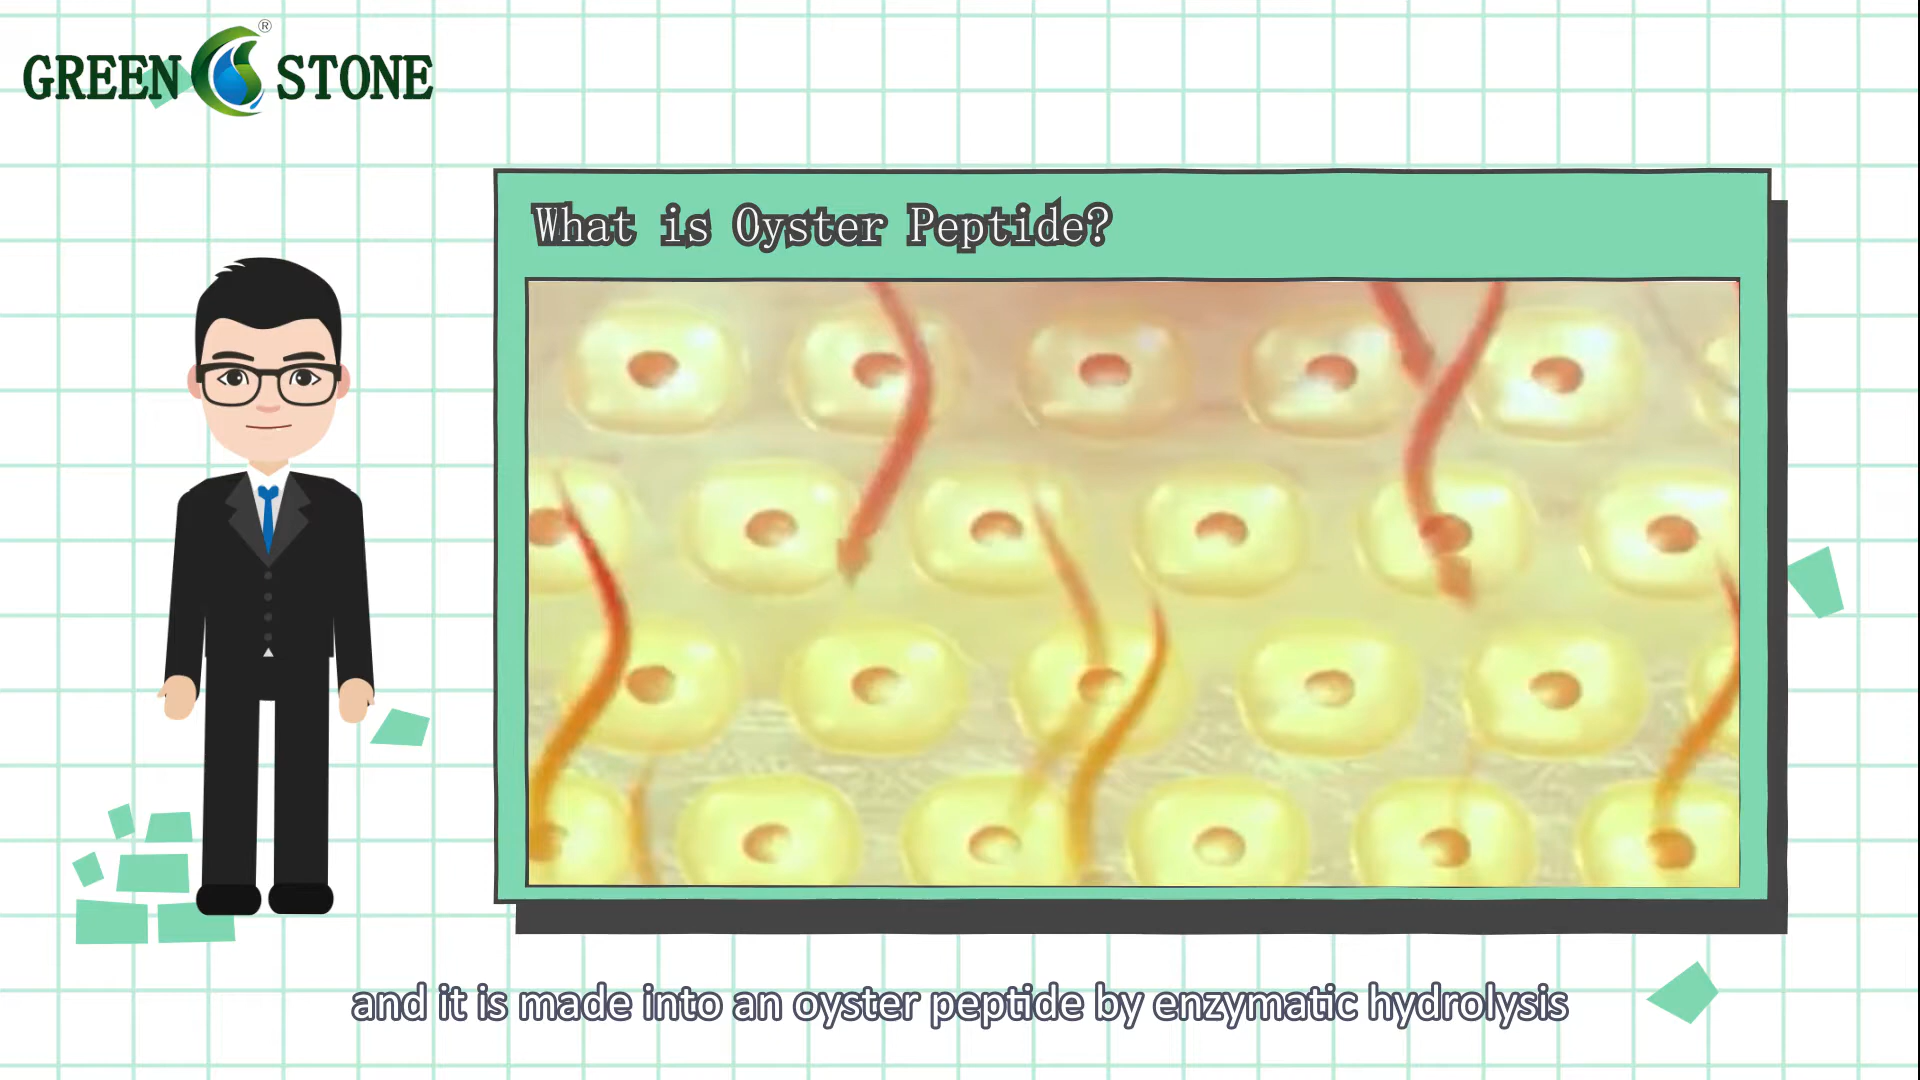 GREEN STONE
®
What is Oyster Peptide?
and it is made into an oyster peptide by enzymatic hydrolysis